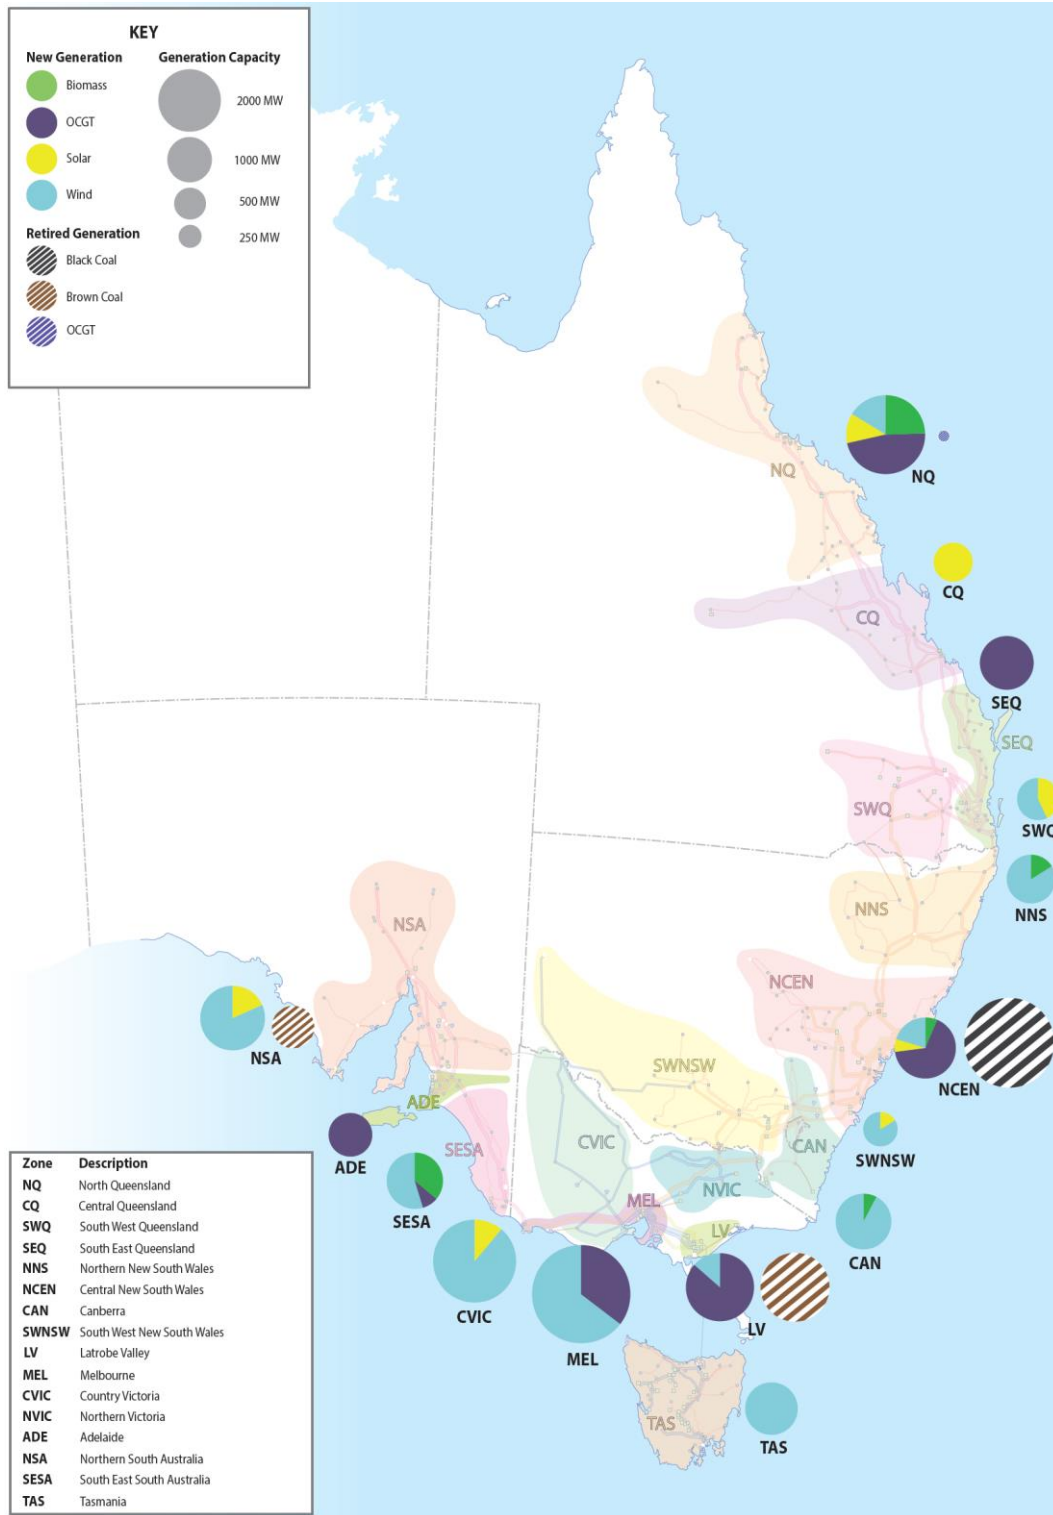 KEY
New Generation
Generation Capacity
Biomass
2000 MW
OCGT
Solar
1000 MW
Wind
500 MW
Retired Generation
250 MW
Black Coal
Brown Coal
OCGT
NQ
NQ
CQ
CQ
SEQ
SEQ
SWQ
SWQ
NNS
NNS
NSA
NCEN
NSA
SWNSW
NCEN
ADE
CVIC
CAN
SWNSW
ADE
SESA
NVIC
MEL
LV
SESA
CAN
CVIC
LV
MEL
TAS
TAS
Zone Description
NQ North Queensland
CQ Central Queensland
SWQ South West Queensland
SEQ South East Queensland
NNS Northern New South Wales
NCEN Central New South Wales
CAN Canberra
SWNSW South West New South Wales
LV Latrobe Valley
MEL Melbourne
CVIC Country Victoria
NVIC Northern Victoria
ADE Adelaide
NSA Northern South Australia
SESA South East South Australia
TAS Tasmania